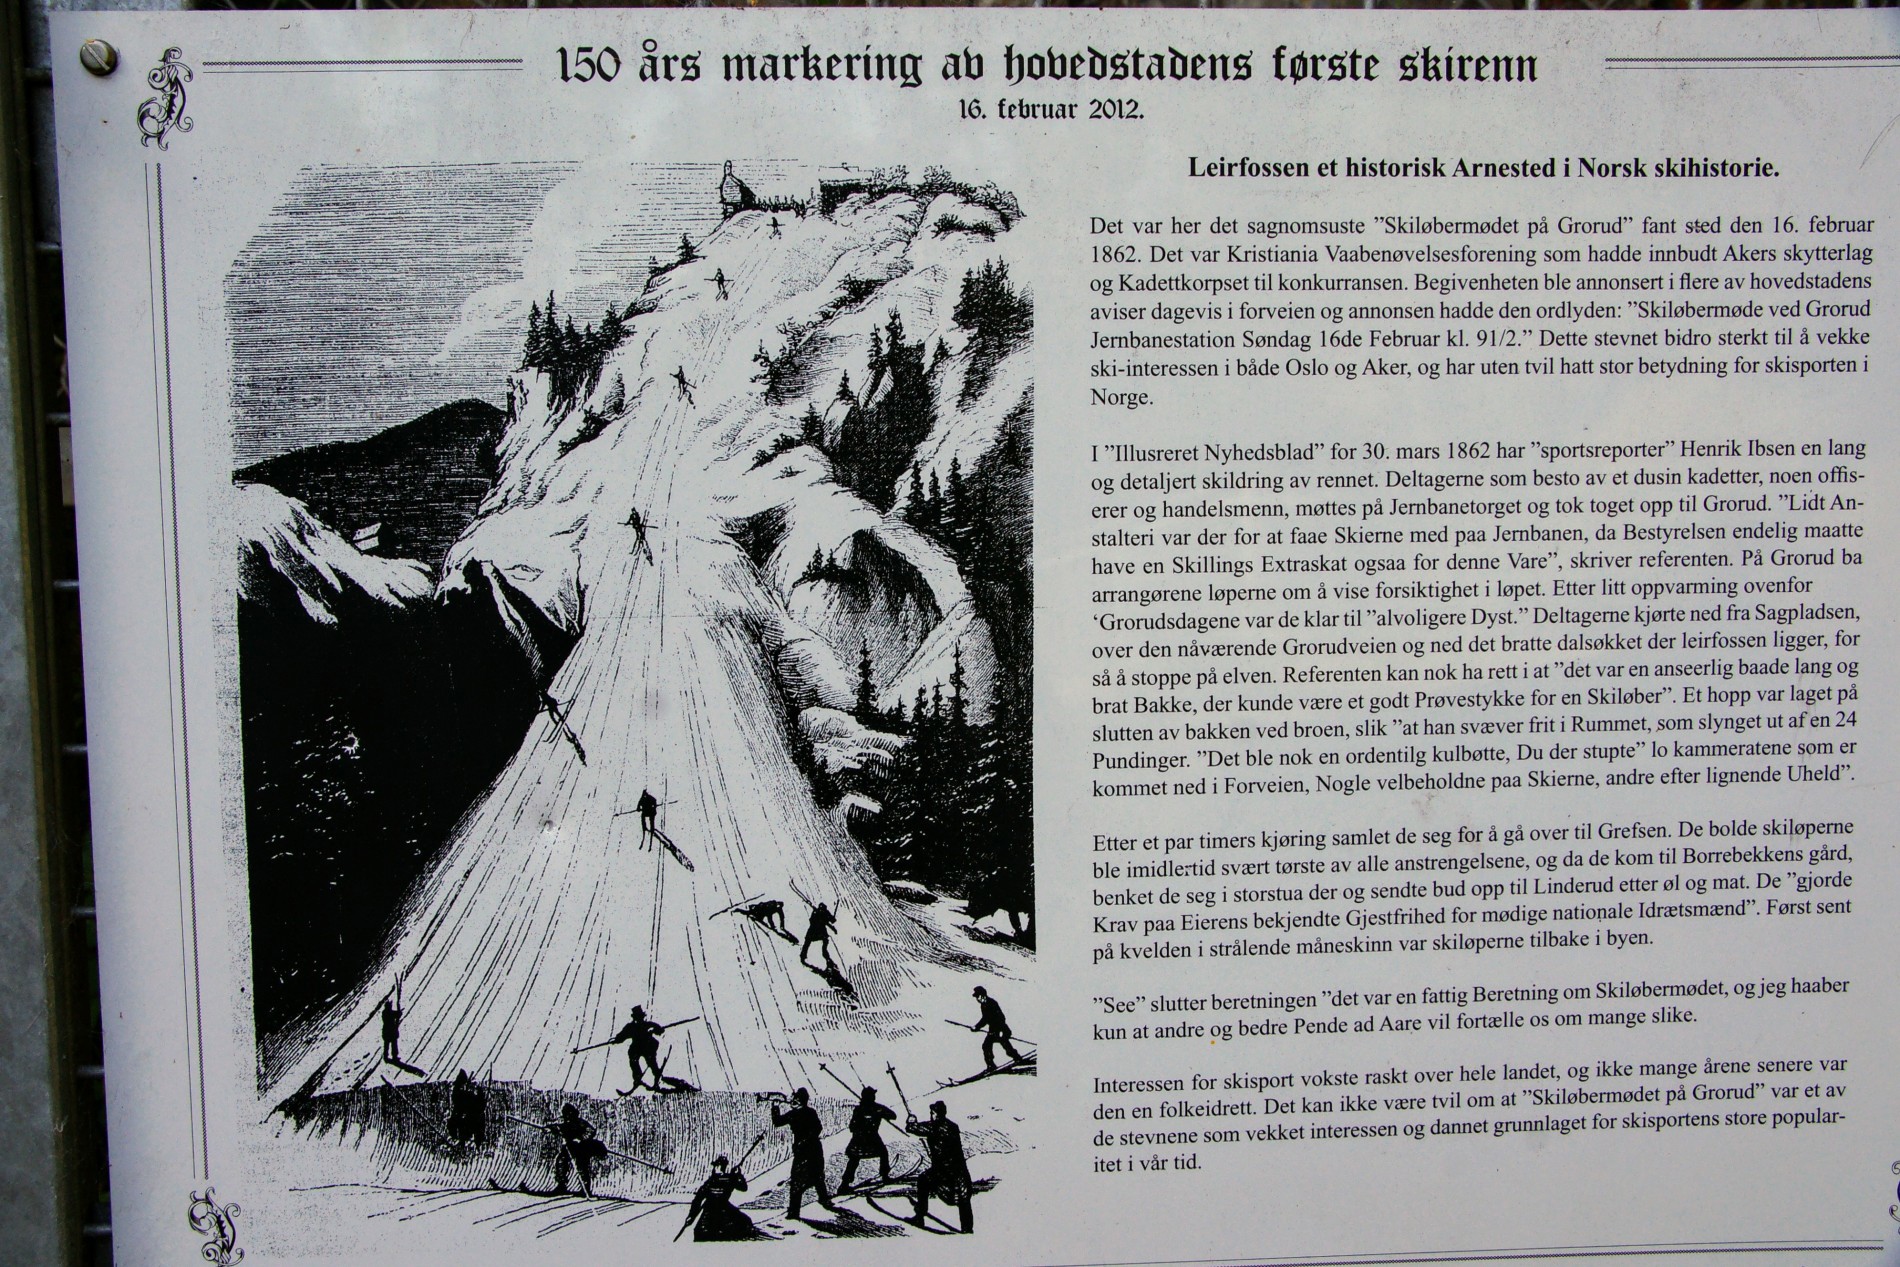 150 års markering av hovedstadens første skirenn
16. februar 2012.
Leirfossen et historisk Arnested i Norsk skihistorie.
Det var her det sagnomsuste ”Skiløbermødet på Grorud” fant sted den 16. februar
1862. Det var Kristiania Vaabenøvelsesforening som hadde innbudt Akers skytterlag
og Kadettkorpset til konkurransen. Begivenheten ble annonsert i flere av hovedstadens
aviser dagevis i forveien og annonsen hadde den ordlyden: ”Skiløbermøde ved Grorud
Jernbanestation Søndag 16de Februar kl. 91/2.” Dette stevnet bidro sterkt til å vekke
ski-interessen i både Oslo og Aker, og har uten tvil hatt stor betydning for skisporten i
Norge.
I ”Illusreret Nyhedsblad” for 30. mars 1862 har ”sportsreporter” Henrik Ibsen en lang
og detaljert skildring av rennet. Deltagerne som besto av et dusin kadetter, noen offis-
erer og handelsmenn, møttes på Jernbanetorget og tok toget opp til Grorud. ”Lidt An-
stalteri var der for at faae Skierne med paa Jernbanen, da Bestyrelsen endelig maatte
have en Skillings Extraskat ogsaa for denne Vare”, skriver referenten. På Grorud ba
arrangørene løperne om å vise forsiktighet i løpet. Etter litt oppvarming ovenfor
‘Grorudsdagene var de klar til ”alvoligere Dyst.” Deltagerne kjørte ned fra Sagpladsen,
over den nåværende Grorudveien og ned det bratte dalsøkket der leirfossen ligger, for
så å stoppe på elven. Referenten kan nok ha rett i at ”det var en anseerlig baade lang og
brat Bakke, der kunde være et godt Prøvestykke for en Skiløber”. Et hopp var laget på
slutten av bakken ved broen, slik ”at han svæver frit i Rummet, som slynget ut af en 24
Pundinger. ”Det ble nok en ordentilg kulbøtte, Du der stupte” lo kammeratene som er
kommet ned i Forveien, Nogle velbeholdne paa Skierne, andre efter lignende Uheld”.
Etter et par timers kjøring samlet de seg for å gå over til Grefsen. De bolde skiløperne
ble imidlertid svært tørste av alle anstrengelsene, og da de kom til Borrebekkens gård,
benket de seg i storstua der og sendte bud opp til Linderud etter øl og mat. De ”gjorde
Krav paa Eierens bekjendte Gjestfrihed for mødige nationale Idrætsmænd”. Først sent
på kvelden i strålende måneskinn var skiløperne tilbake i byen.
”See” slutter beretningen ”det var en fattig Beretning om Skiløbermødet, og jeg haaber
kun at andre og bedre Pende ad Aare vil fortælle os om mange slike.
Interessen for skisport vokste raskt over hele landet, og ikke mange årene senere var
den en folkeidrett. Det kan ikke være tvil om at ”Skiløbermødet på Grorud” var et av
de stevnene som vekket interessen og dannet grunnlaget for skisportens store popular-
itet i vår tid.